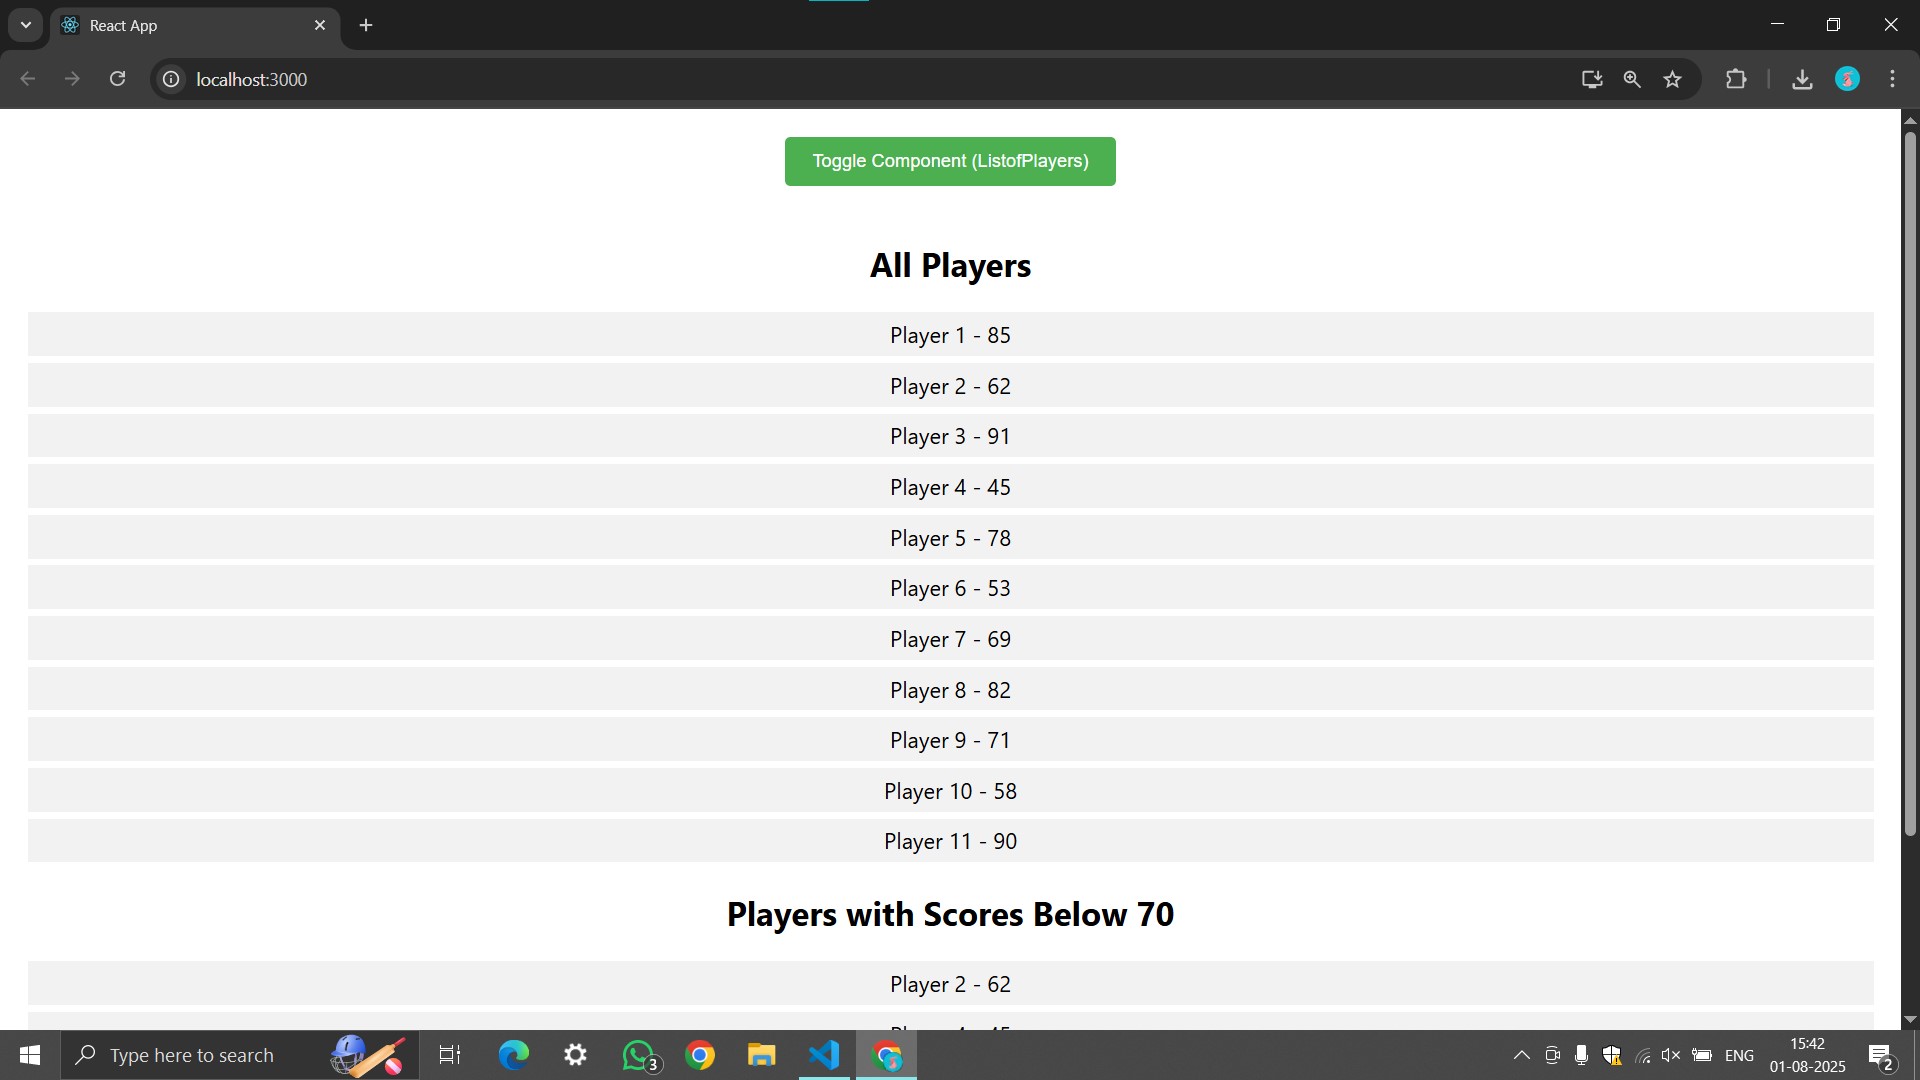 React App
localhost:3000
Toggle Component (ListofPlayers)
All Players
Player 1 - 85
Player 2 - 62
Player 3 - 91
Player 4 - 45
Player 5 - 78
Player 6 - 53
Player 7 - 69
Player 8 - 82
Player 9 - 71
Player 10 - 58
Player 11 - 90
Players with Scores Below 70
Player 2 - 62
Type here to search
3
ENG
15:42
01-08-2025
2